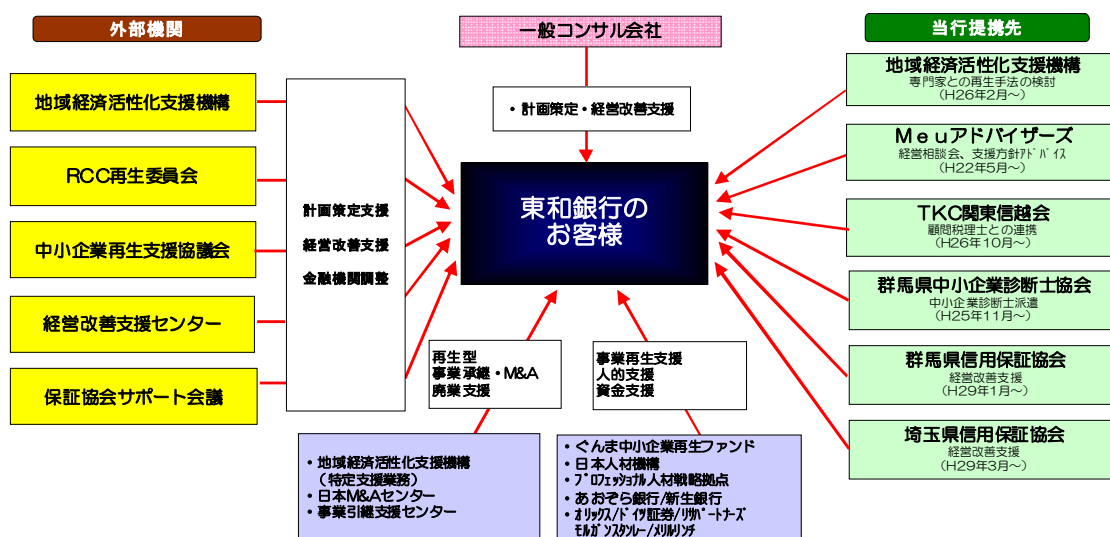 外部機関
地域経済活性化支援機構
RCC再生委員会
中小企業再生支援協議会
経営改善支援センター
保証協会サポート会議
計画策定支援
経営改善支援
金融機関調整
一般コンサル会社
・計画策定・経営改善支援
東和銀行の
お客様
再生型
事業承継・M&A
廃業支援
・地域経済活性化支援機構
（特定支援業務）
・日本M&Aセンター
・事業引継支援センター
事業再生支援
人的支援
資金支援
・ぐんま中小企業再生ファンド
・日本人材機構
・ﾌﾟﾛﾌｪｯｼｮﾅﾙ人材戦略拠点
・あおぞら銀行/新生銀行
・ｵﾘｯｸｽ/ﾄﾞｲﾂ証券/ﾘｻﾊﾟｰﾄﾅｰｽﾞ
ﾓﾙｶﾞﾝｽﾀﾝﾚｰ/ﾒﾘﾙﾘﾝﾁ
当行提携先
地域経済活性化支援機構
専門家との再生手法の検討
（H26年2月～）
Ｍｅｕアドバイザーズ
経営相談会、支援方針ｱﾄﾞﾊﾞｲｽ
（H22年5月～）
TKC関東信越会
顧問税理士との連携
（H26年10月～）
群馬県中小企業診断士協会
中小企業診断士派遣
（H25年11月～）
群馬県信用保証協会
経営改善支援
（H29年1月～）
埼玉県信用保証協会
経営改善支援
（H29年3月～）